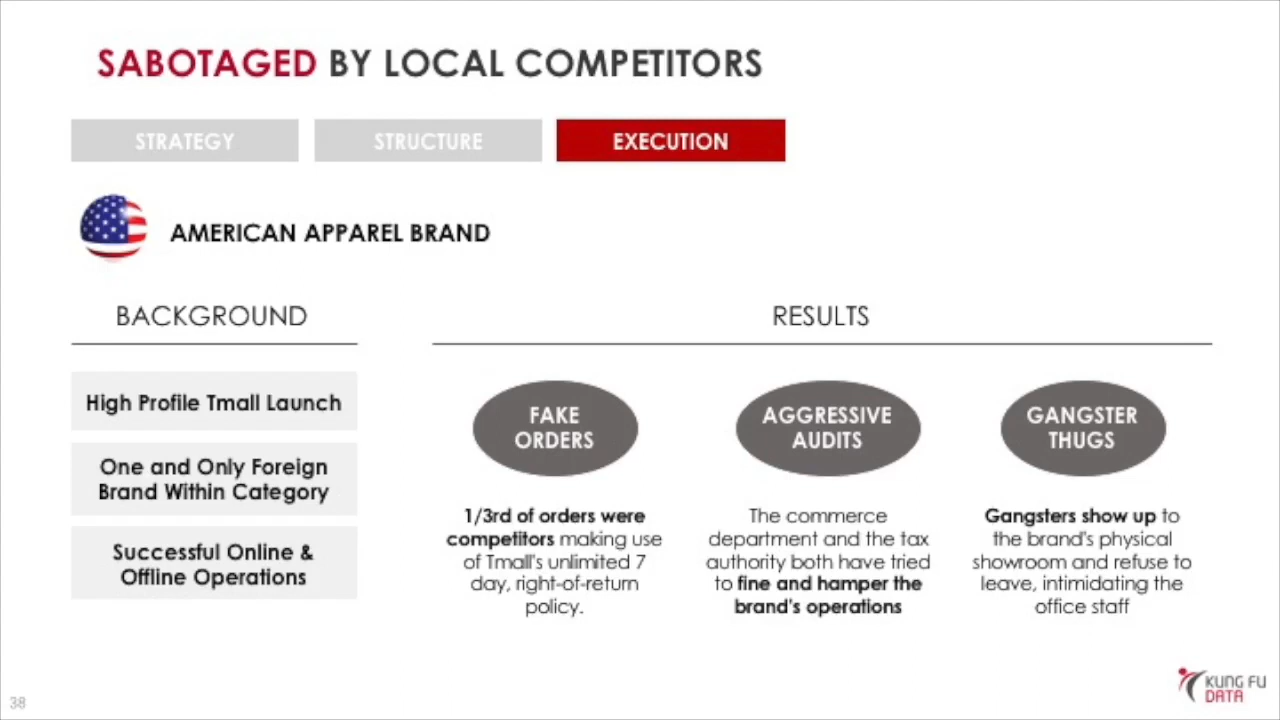 SABOTAGED BY LOCAL COMPETITORS
STRATEGY
STRUCTURE
EXECUTION
AMERICAN APPAREL BRAND
BACKGROUND
High Profile Tmall Launch
One and Only Foreign
Brand Within Category
Successful Online &
Offline Operations
RESULTS
FAKE
ORDERS
1/3rd of orders were
competitors making use
of Tmall's unlimited 7
day, right-of-return
policy.
AGGRESSIVE
AUDITS
The commerce
department and the tax
authority both have tried
to fine and hamper the
brand's operations
GANGSTER
THUGS
Gangsters show up to
the brand's physical
showroom and refuse to
leave, intimidating the
office staff
38
KUNG FU
DATA